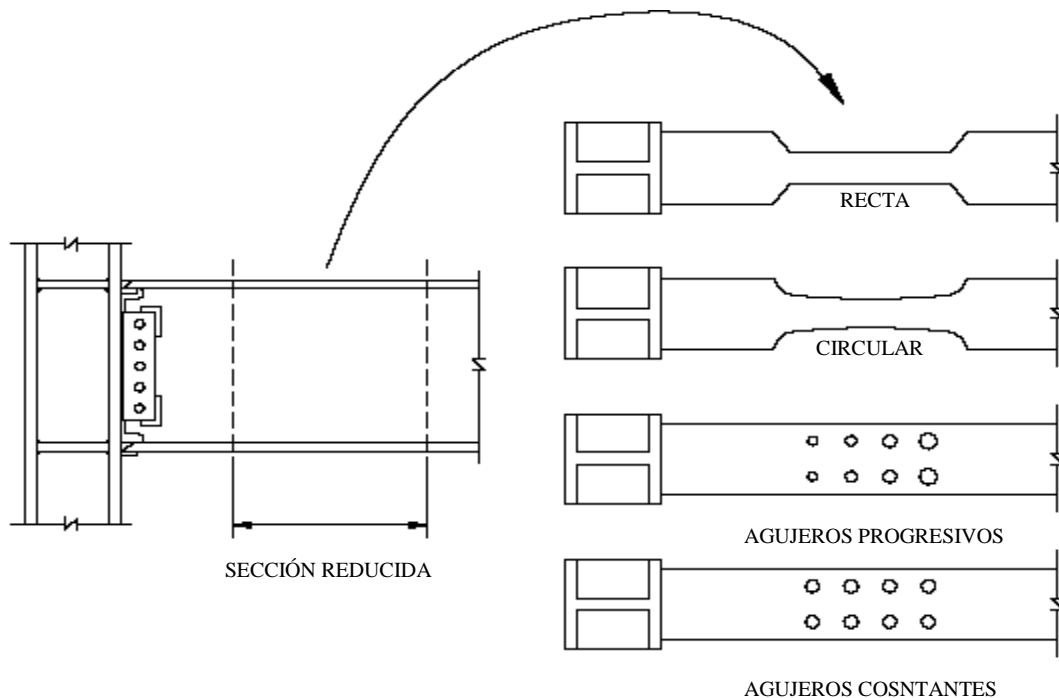 RECTA
CIRCULAR
AGUJEROS PROGRESIVOS
SECCIÓN REDUCIDA
AGUJEROS COSNTANTES